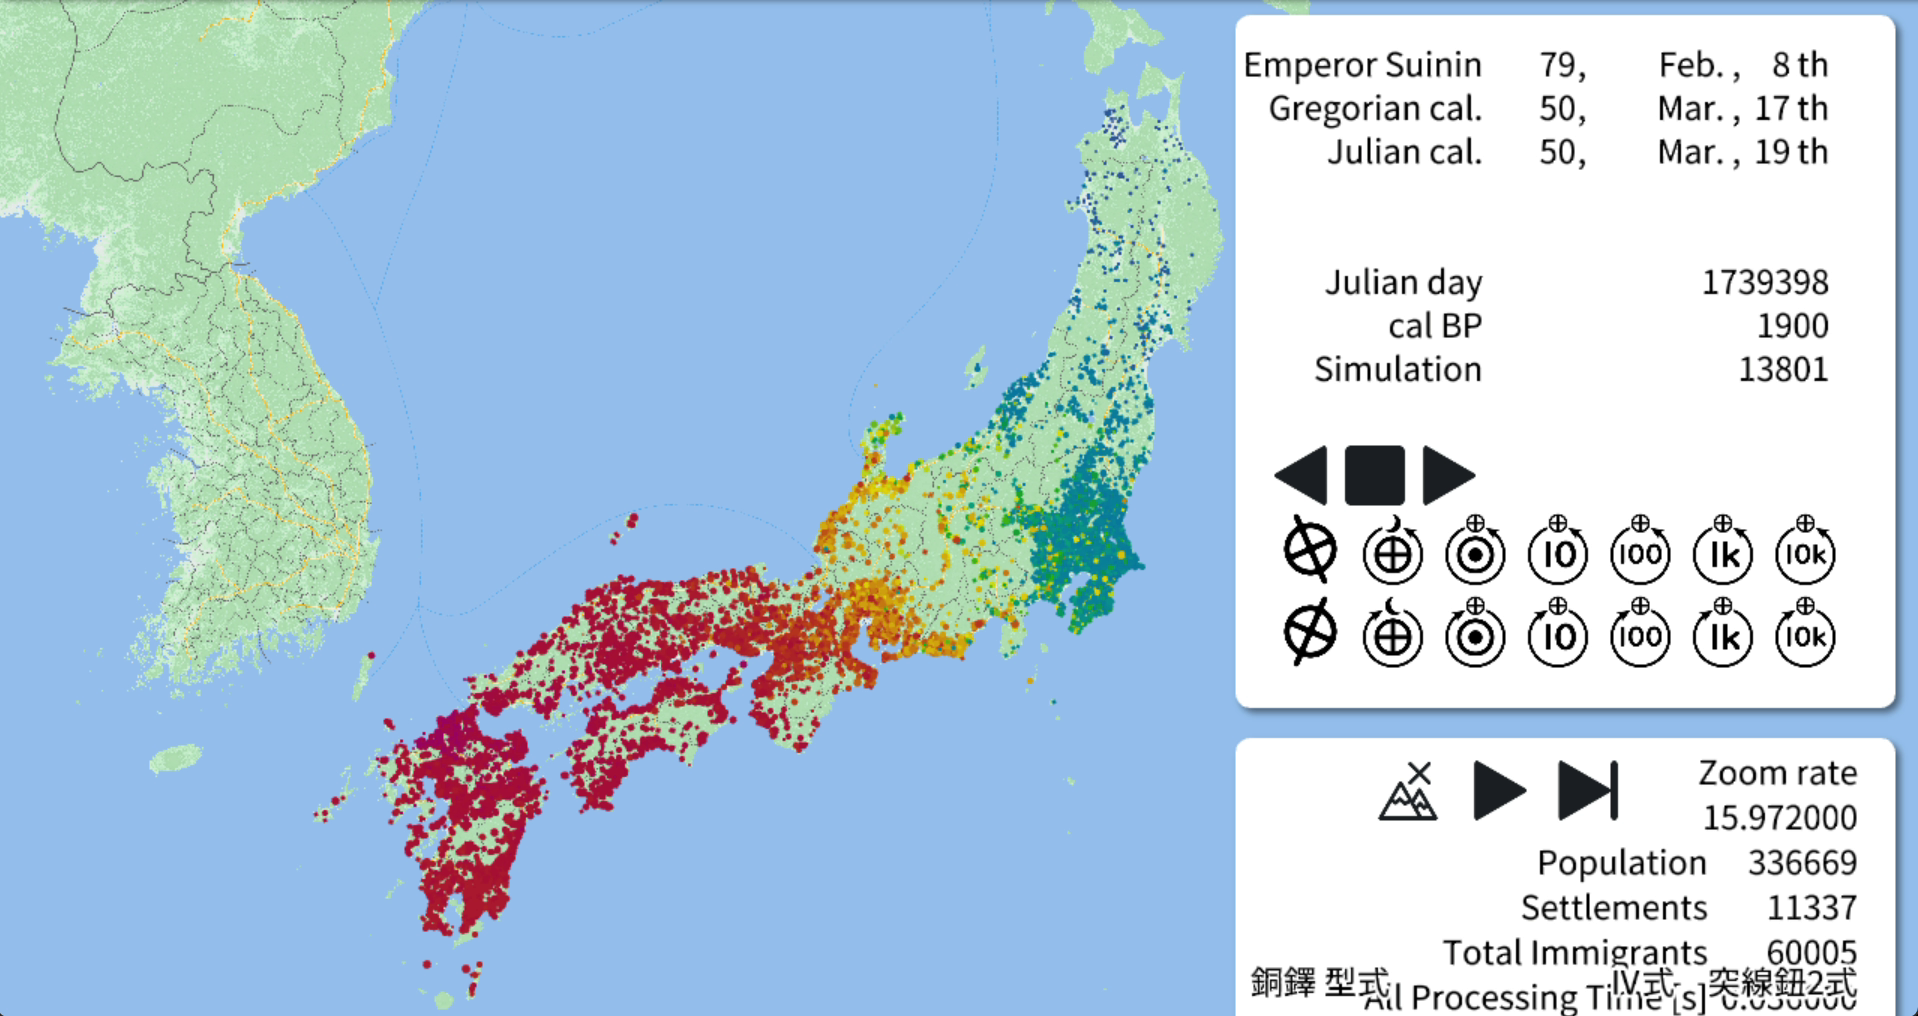 Emperor Suinin 79, Feb. , 8 th
Gregorian cal. 50, Mar. , 17 th
Julian cal. 50, Mar. , 19 th
Julian day 1739398
cal BP 1900
Simulation 13801
10 100 1k 10k
10 100 1k 10k
Zoom rate
15.972000
Population 336669
Settlements 11337
Total Immigrants 60005
銅鐸 型式 IV式 突線鈕2式
All Processing Time [s]